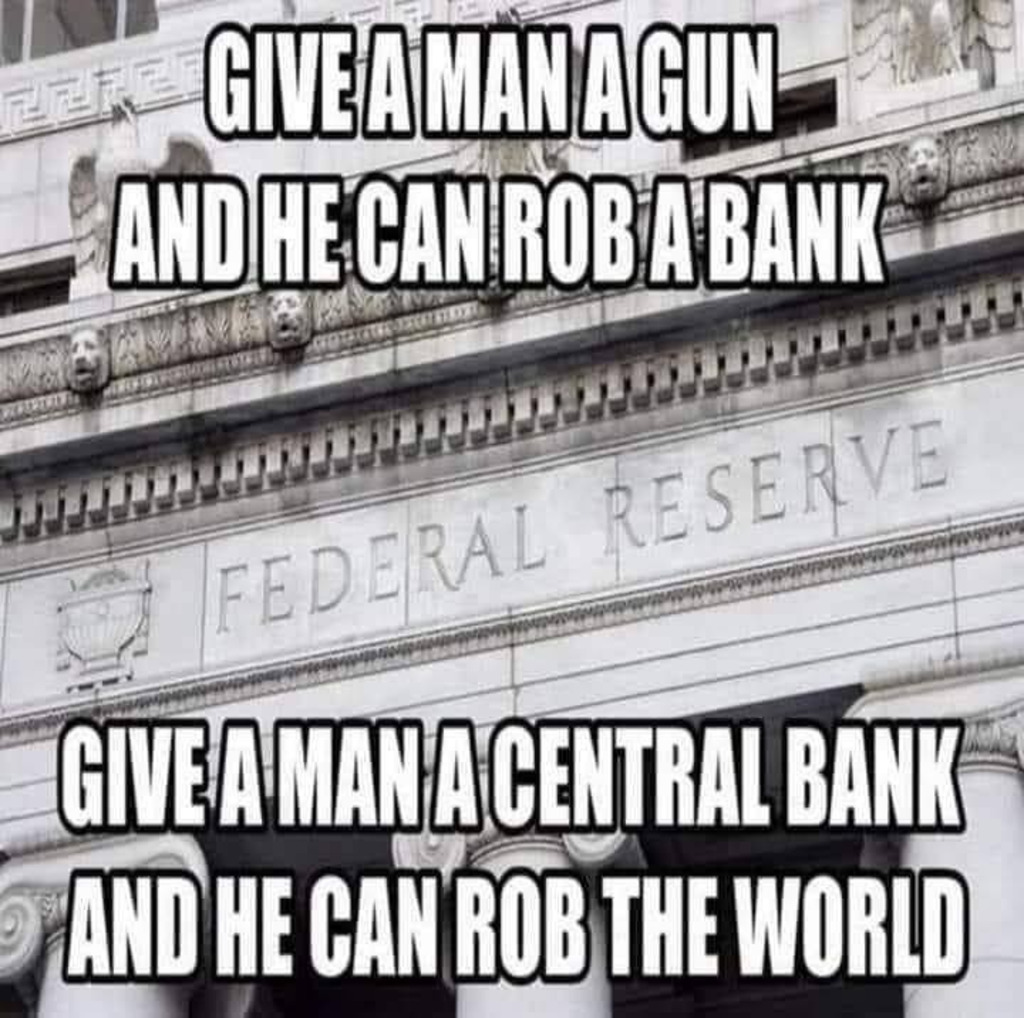 GIVE A MAN A GUN
AND HE CAN ROB A BANK
FEDERAL RESERVE
GIVE A MAN A CENTRAL BANK
AND HE CAN ROB THE WORLD